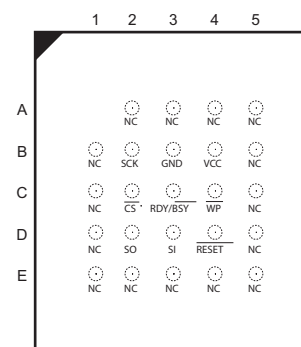 1 2 3 4 5
A
NC NC NC NC
B
NC SCK GND VCC NC
C
NC CS RDY/BSY WP NC
D
NC SO SI RESET NC
E
NC NC NC NC NC